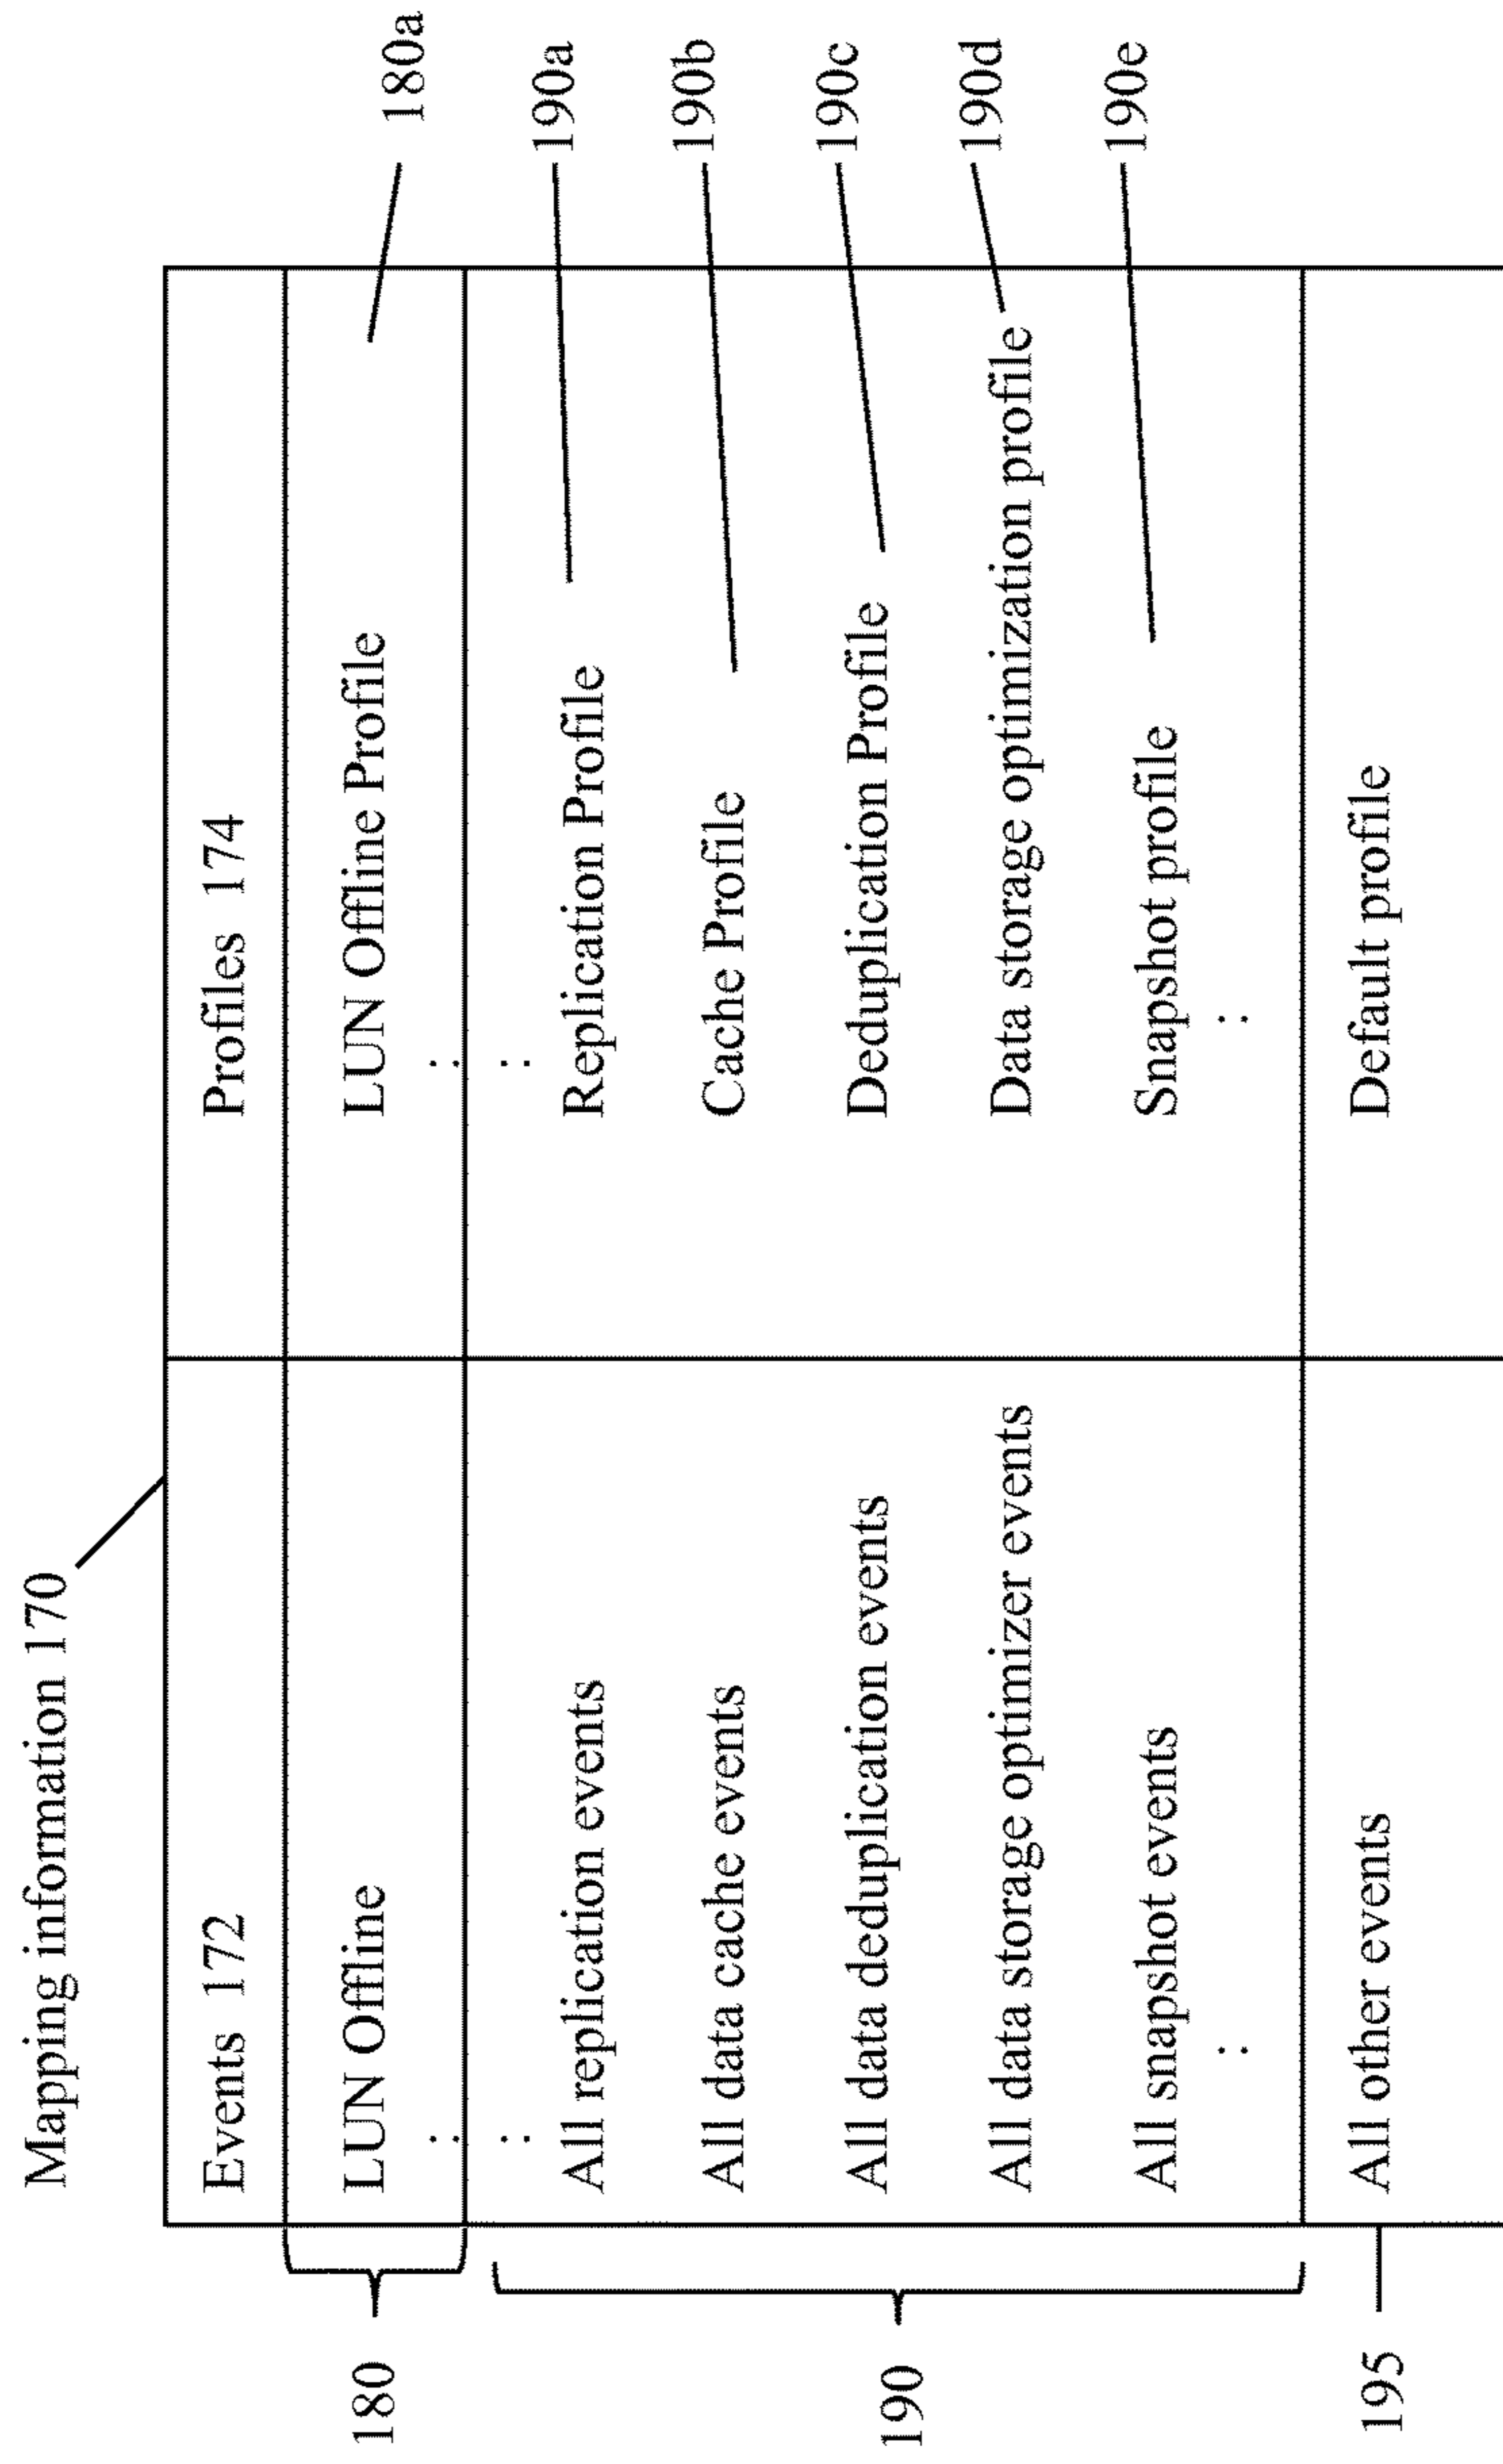 Mapping information 170
Events 172 Profiles 174
180 LUN Offline LUN Offline Profile 180a
: :
: :
All replication events Replication Profile 190a
All data cache events Cache Profile 190b
190 All data deduplication events Deduplication Profile 190c
All data storage optimizer events Data storage optimization profile 190d
All snapshot events Snapshot profile 190e
: :
195 All other events Default profile